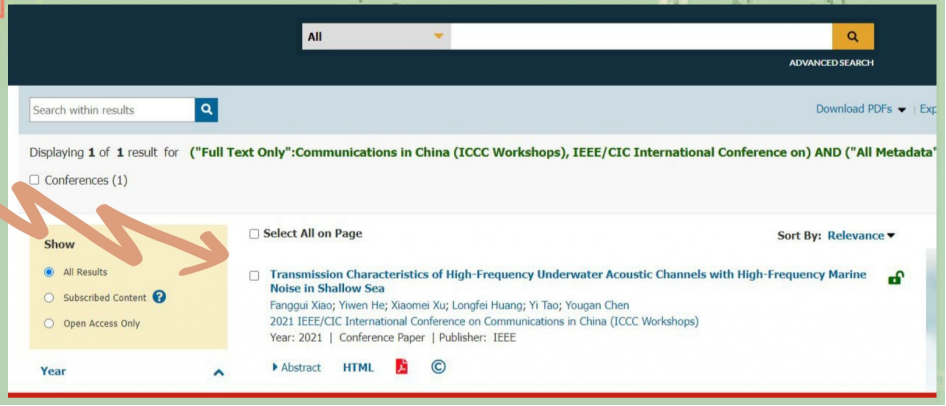 All
ADVANCED SEARCH
Search within results
Download PDFs | Exp
Displaying 1 of 1 result for ("Full Text Only":Communications in China (ICCC Workshops), IEEE/CIC International Conference on) AND ("All Metadata"
Conferences (1)
Show
Select All on Page
Sort By: Relevance
All Results
Subscribed Content ?
Open Access Only
Transmission Characteristics of High-Frequency Underwater Acoustic Channels with High-Frequency Marine
Noise in Shallow Sea
Fanggui Xiao; Yiwen He; Xiaomei Xu; Longfei Huang; Yi Tao; Yougan Chen
2021 IEEE/CIC International Conference on Communications in China (ICCC Workshops)
Year: 2021 | Conference Paper | Publisher: IEEE
Year
Abstract HTML ©